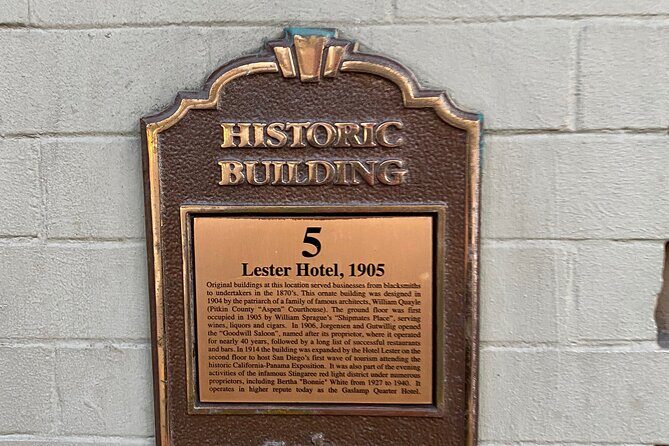 5
HISTORIC
BUILDING
5
Lester Hotel, 1905
Original buildings at this location served businesses from blacksmiths
to undertakers in the 1870's. This ornate building was designed in
1904 by the patriarch of a family of famous architects, William Quayle
(Pitkin County "Aspen" Courthouse). The ground floor was first
occupied in 1905 by William Sprague's "Shipmates Place", serving
wines, liquors and cigars. In 1906, Jorgensen and Gutwillig opened
the "Goodwill Saloon", named after its proprietor, where it operated
for nearly 40 years, followed by a long list of successful restaurants
and bars. In 1914 the building was expanded by the Hotel Lester on the
second floor to host San Diego's first wave of tourism attending the
historic California-Panama Exposition. It was also part of the evening
activities of the infamous Stingaree red light district under numerous
proprietors, including Bertha "Bonnie" White from 1927 to 1940. It
operates in higher repute today as the Gaslamp Quarter Hotel.